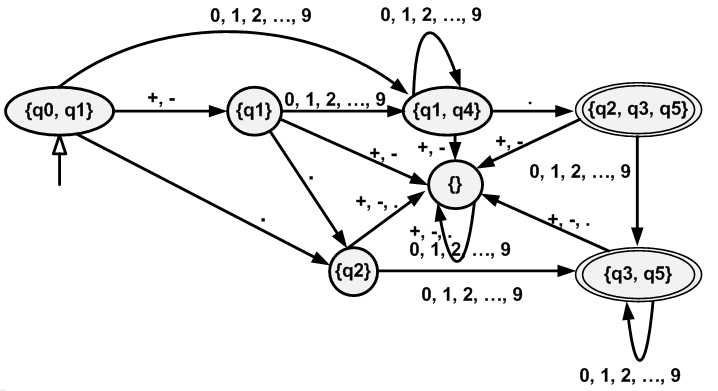 0, 1, 2, ..., 9
0, 1, 2, ..., 9
{q0, q1}
+, -
{q1}
0, 1, 2, ..., 9
{q1, q4}
.
{q2, q3, q5}
+, -
+, -
+, -
0, 1, 2, ..., 9
.
{}
+, -, .
.
+, -, .
+, -, .
0, 1, 2, ..., 9
{q2}
{q3, q5}
0, 1, 2, ..., 9
0, 1, 2, ..., 9